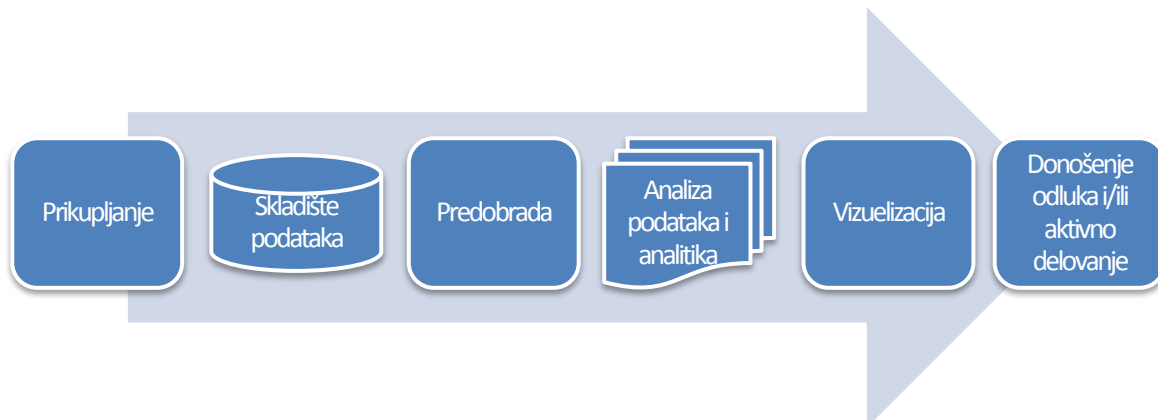 Prikupljanje
Skladište
podataka
Predobrada
Analiza
podataka i
analitika
Vizuelizacija
Donošenje
odluka i/ili
aktivno
delovanje